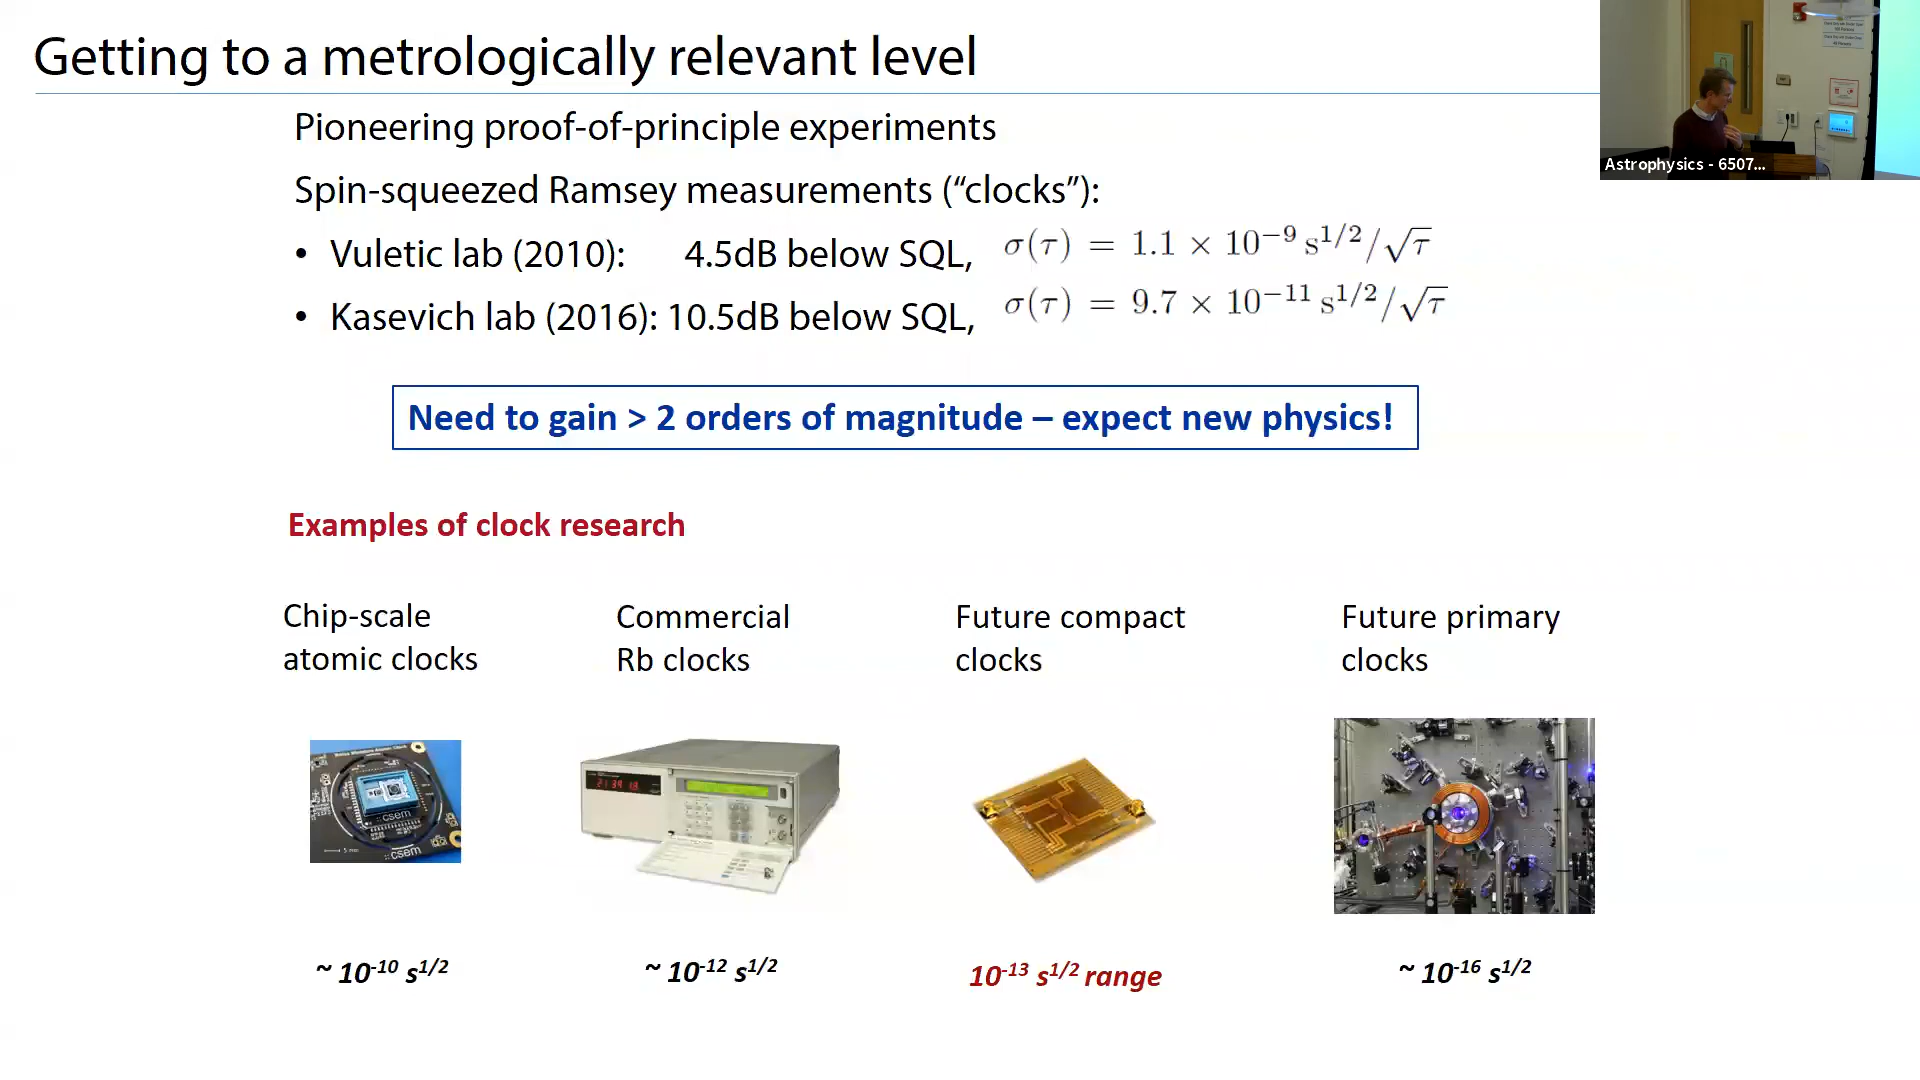 Getting to a metrologically relevant level
Pioneering proof-of-principle experiments
Spin-squeezed Ramsey measurements (“clocks”):
• Vuletic lab (2010): 4.5dB below SQL, σ(τ) = 1.1 × 10⁻⁹ s^{1/2}/√τ
• Kasevich lab (2016): 10.5dB below SQL, σ(τ) = 9.7 × 10⁻¹¹ s^{1/2}/√τ
Need to gain > 2 orders of magnitude – expect new physics!
Examples of clock research
Chip-scale
atomic clocks
Commercial
Rb clocks
Future compact
clocks
Future primary
clocks
:: csem
5 mm
:: csem
~ 10⁻¹⁰ s^{1/2}
~ 10⁻¹² s^{1/2}
10⁻¹³ s^{1/2} range
~ 10⁻¹⁶ s^{1/2}
Astrophysics - 6507...